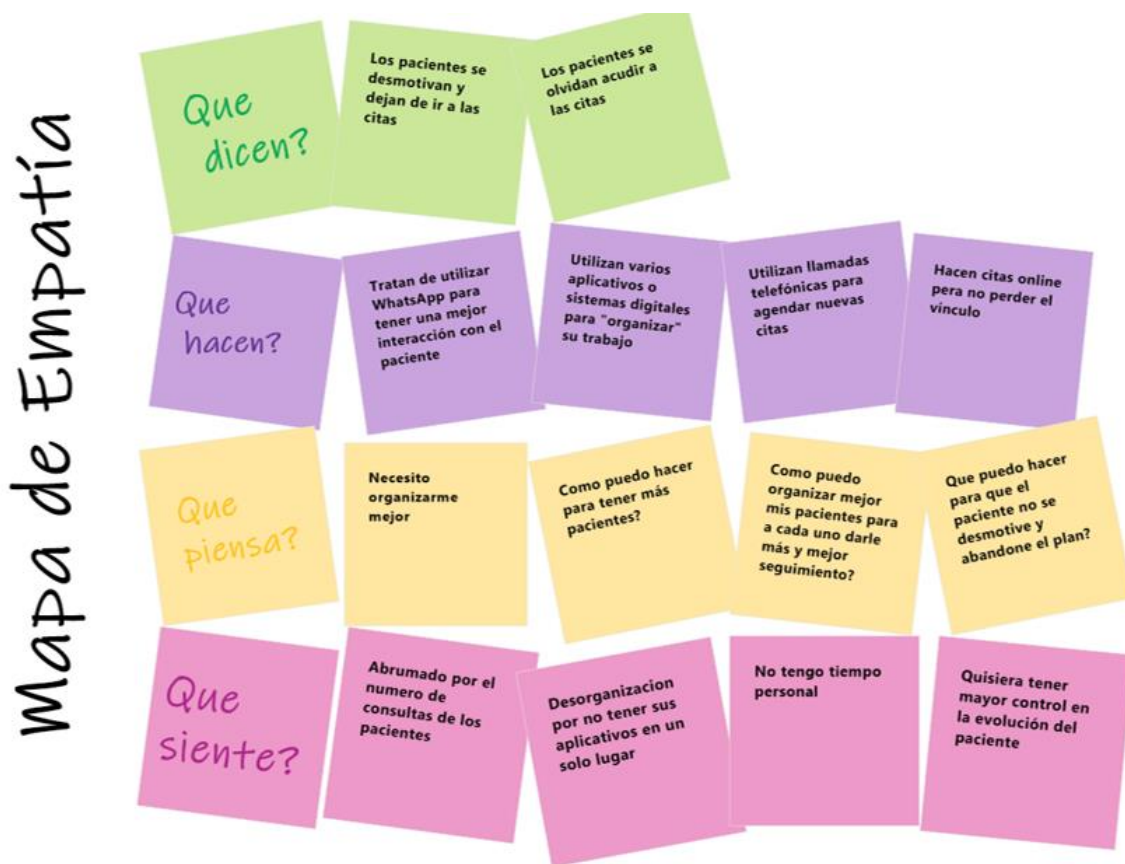 Mapa de Empatía
Que
dicen?
Los pacientes se
desmotivan y
dejan de ir a las
citas
Los pacientes se
olvidan acudir a
las citas
Que
hacen?
Tratan de utilizar
WhatsApp para
tener una mejor
interacción con el
paciente
Utilizan varios
aplicativos o
sistemas digitales
para "organizar"
su trabajo
Utilizan llamadas
telefónicas para
agendar nuevas
citas
Hacen citas online
pera no perder el
vínculo
Que
piensa?
Necesito
organizarme
mejor
Como puedo hacer
para tener más
pacientes?
Como puedo
organizar mejor
mis pacientes para
a cada uno darle
más y mejor
seguimiento?
Que puedo hacer
para que el
paciente no se
desmotive y
abandone el plan?
Que
siente?
Abrumado por el
numero de
consultas de los
pacientes
Desorganizacion
por no tener sus
aplicativos en un
solo lugar
No tengo tiempo
personal
Quisiera tener
mayor control en
la evolución del
paciente